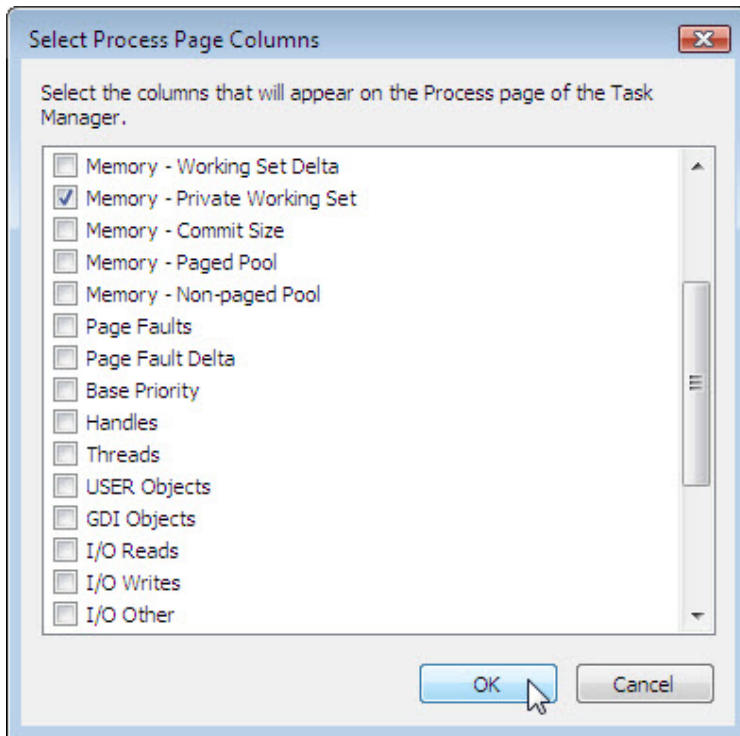 Select Process Page Columns
Select the columns that will appear on the Process page of the Task
Manager.
Memory - Working Set Delta
Memory - Private Working Set
Memory - Commit Size
Memory - Paged Pool
Memory - Non-paged Pool
Page Faults
Page Fault Delta
Base Priority
Handles
Threads
USER Objects
GDI Objects
I/O Reads
I/O Writes
I/O Other
OK
Cancel